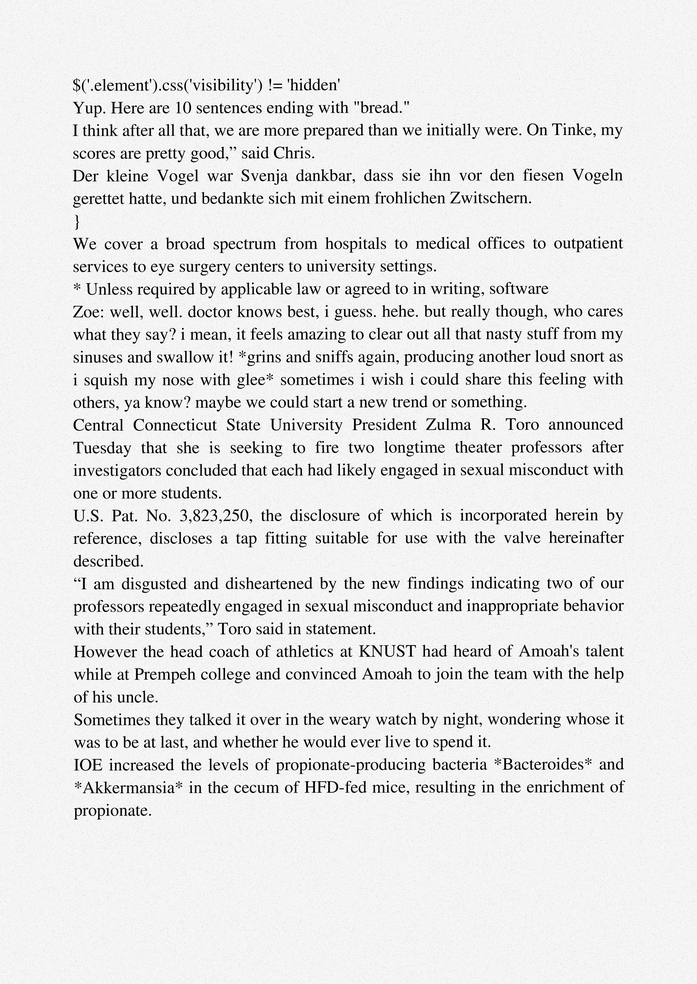 $('.element').css('visibility') != 'hidden'
Yup. Here are 10 sentences ending with "bread."
I think after all that, we are more prepared than we initially were. On Tinke, my
scores are pretty good,” said Chris.
Der kleine Vogel war Svenja dankbar, dass sie ihn vor den fiesen Vogeln
gerettet hatte, und bedankte sich mit einem frohlichen Zwitschern.
}
We cover a broad spectrum from hospitals to medical offices to outpatient
services to eye surgery centers to university settings.
* Unless required by applicable law or agreed to in writing, software
Zoe: well, well. doctor knows best, i guess. hehe. but really though, who cares
what they say? i mean, it feels amazing to clear out all that nasty stuff from my
sinuses and swallow it! *grins and sniffs again, producing another loud snort as
i squish my nose with glee* sometimes i wish i could share this feeling with
others, ya know? maybe we could start a new trend or something.
Central Connecticut State University President Zulma R. Toro announced
Tuesday that she is seeking to fire two longtime theater professors after
investigators concluded that each had likely engaged in sexual misconduct with
one or more students.
U.S. Pat. No. 3,823,250, the disclosure of which is incorporated herein by
reference, discloses a tap fitting suitable for use with the valve hereinafter
described.
“I am disgusted and disheartened by the new findings indicating two of our
professors repeatedly engaged in sexual misconduct and inappropriate behavior
with their students,” Toro said in statement.
However the head coach of athletics at KNUST had heard of Amoah's talent
while at Prempeh college and convinced Amoah to join the team with the help
of his uncle.
Sometimes they talked it over in the weary watch by night, wondering whose it
was to be at last, and whether he would ever live to spend it.
IOE increased the levels of propionate-producing bacteria *Bacteroides* and
*Akkermansia* in the cecum of HFD-fed mice, resulting in the enrichment of
propionate.